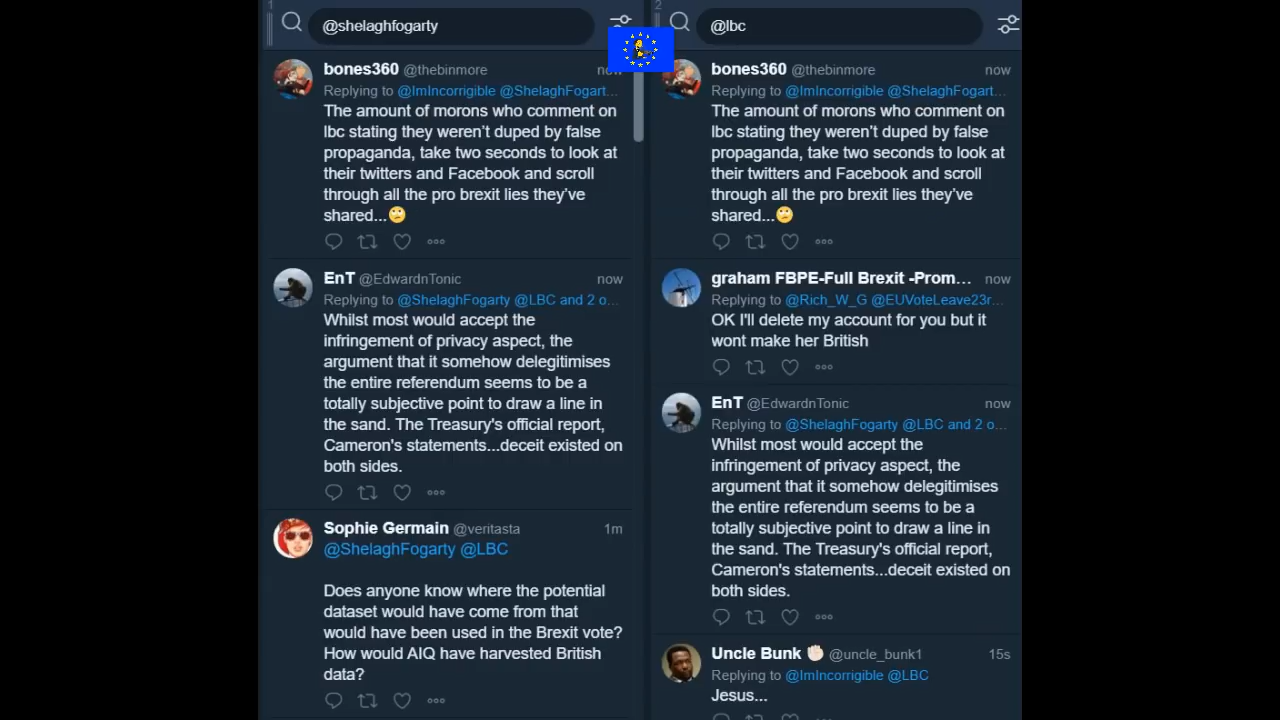 1
@shelaghfogarty
bones360 @thebinmore now
Replying to @ImIncorrigible @ShelaghFogart...
The amount of morons who comment on
lbc stating they weren't duped by false
propaganda, take two seconds to look at
their twitters and Facebook and scroll
through all the pro brexit lies they've
shared...🙄
EnT @EdwardnTonic now
Replying to @ShelaghFogarty @LBC and 2 o...
Whilst most would accept the
infringement of privacy aspect, the
argument that it somehow delegitimises
the entire referendum seems to be a
totally subjective point to draw a line in
the sand. The Treasury's official report,
Cameron's statements...deceit existed on
both sides.
Sophie Germain @veritasta 1m
@ShelaghFogarty @LBC
Does anyone know where the potential
dataset would have come from that
would have been used in the Brexit vote?
How would AIQ have harvested British
data?
2
@lbc
bones360 @thebinmore now
Replying to @ImIncorrigible @ShelaghFogart...
The amount of morons who comment on
lbc stating they weren't duped by false
propaganda, take two seconds to look at
their twitters and Facebook and scroll
through all the pro brexit lies they've
shared...🙄
graham FBPE-Full Brexit -Prom... now
Replying to @Rich_W_G @EUVoteLeave23r...
OK I'll delete my account for you but it
wont make her British
EnT @EdwardnTonic now
Replying to @ShelaghFogarty @LBC and 2 o...
Whilst most would accept the
infringement of privacy aspect, the
argument that it somehow delegitimises
the entire referendum seems to be a
totally subjective point to draw a line in
the sand. The Treasury's official report,
Cameron's statements...deceit existed on
both sides.
Uncle Bunk ✊🏻 @uncle_bunk1 15s
Replying to @ImIncorrigible @LBC
Jesus...